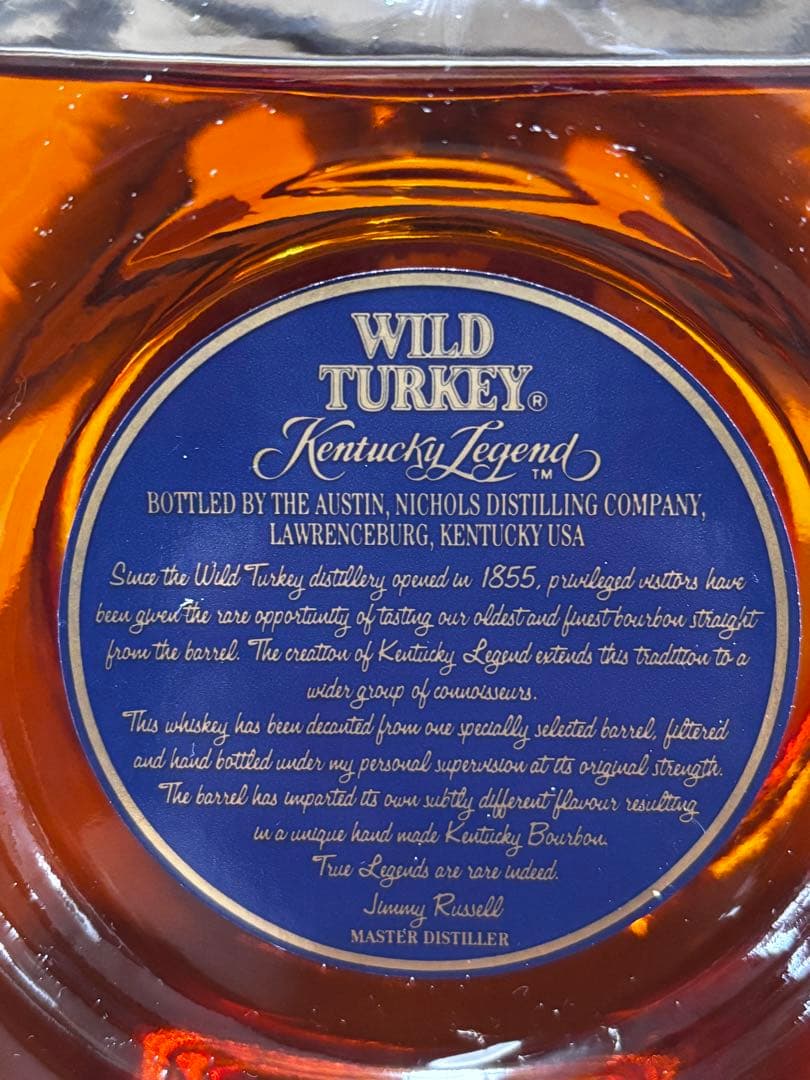 WILD
TURKEY®
Kentucky Legend™
BOTTLED BY THE AUSTIN, NICHOLS DISTILLING COMPANY,
LAWRENCEBURG, KENTUCKY USA
Since the Wild Turkey distillery opened in 1855, privileged visitors have
been given the rare opportunity of tasting our oldest and finest bourbon straight
from the barrel. The creation of Kentucky Legend extends this tradition to a
wider group of connoisseurs.
This whiskey has been decanted from one specially selected barrel, filtered
and hand bottled under my personal supervision at its original strength.
The barrel has imparted its own subtly different flavour resulting
in a unique hand made Kentucky Bourbon.
True Legends are rare indeed.
Jimmy Russell
MASTER DISTILLER